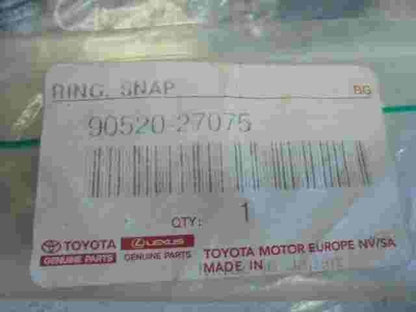 RING, SNAP BG
90520-27075
QTY: 1
TOYOTA LEXUS
GENUINE PARTS GENUINE PARTS
TOYOTA MOTOR EUROPE NV/SA
MADE IN